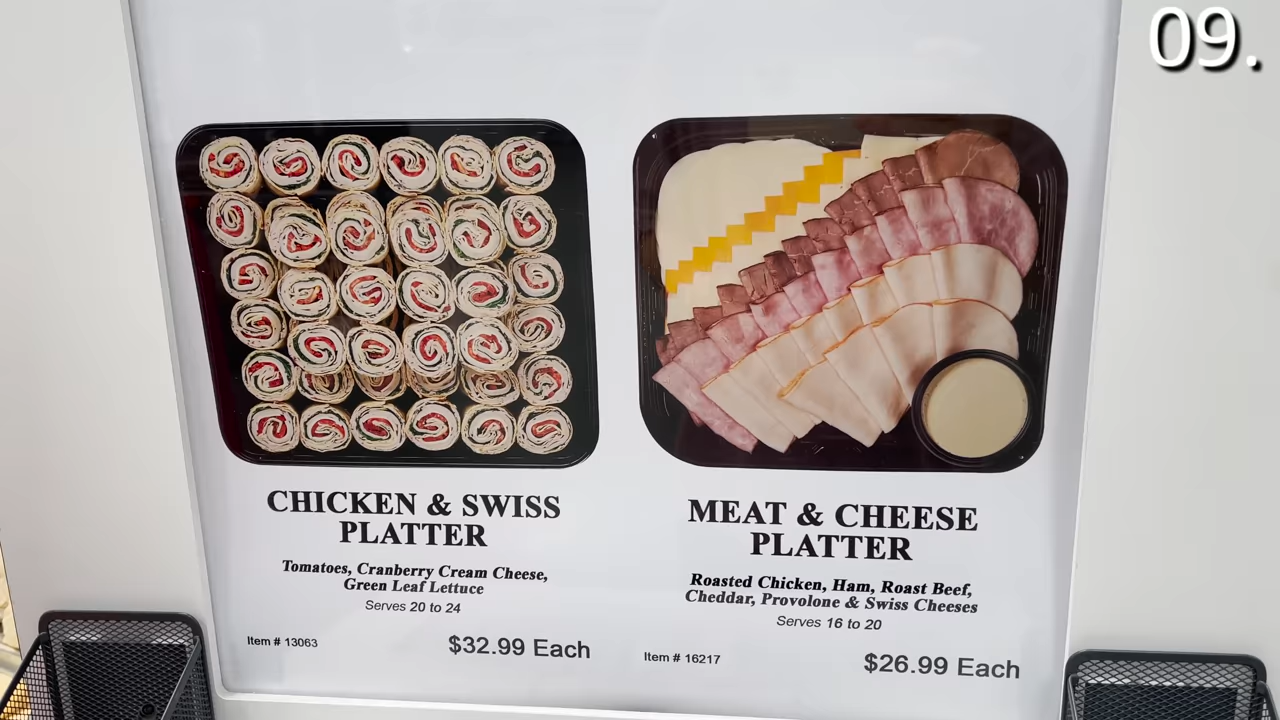 09.
CHICKEN & SWISS
PLATTER
Tomatoes, Cranberry Cream Cheese,
Green Leaf Lettuce
Serves 20 to 24
Item # 13063
$32.99 Each
MEAT & CHEESE
PLATTER
Roasted Chicken, Ham, Roast Beef,
Cheddar, Provolone & Swiss Cheeses
Serves 16 to 20
Item # 16217
$26.99 Each